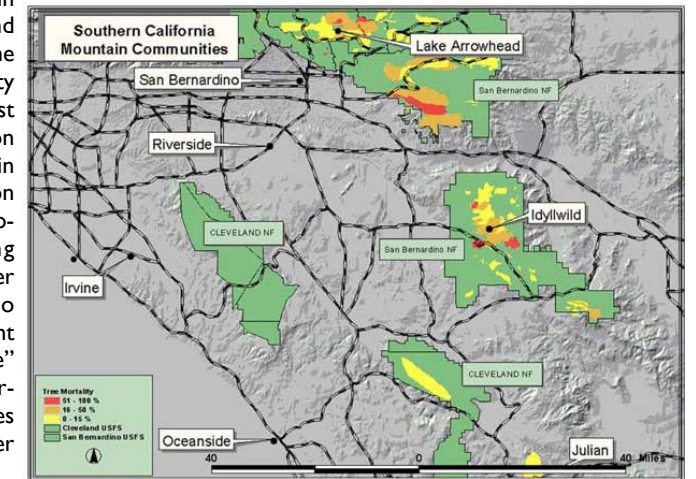 Southern California
Mountain Communities
Lake Arrowhead
San Bernardino
San Bernardino NF
Riverside
Idyllwild
CLEVELAND NF
San Bernardino NF
Irvine
CLEVELAND NF
Tree Mortality
51 - 100 %
16 - 50 %
0 - 15 %
Cleveland USFS
San Bernardino USFS
Oceanside
Julian
40 0 40 Miles